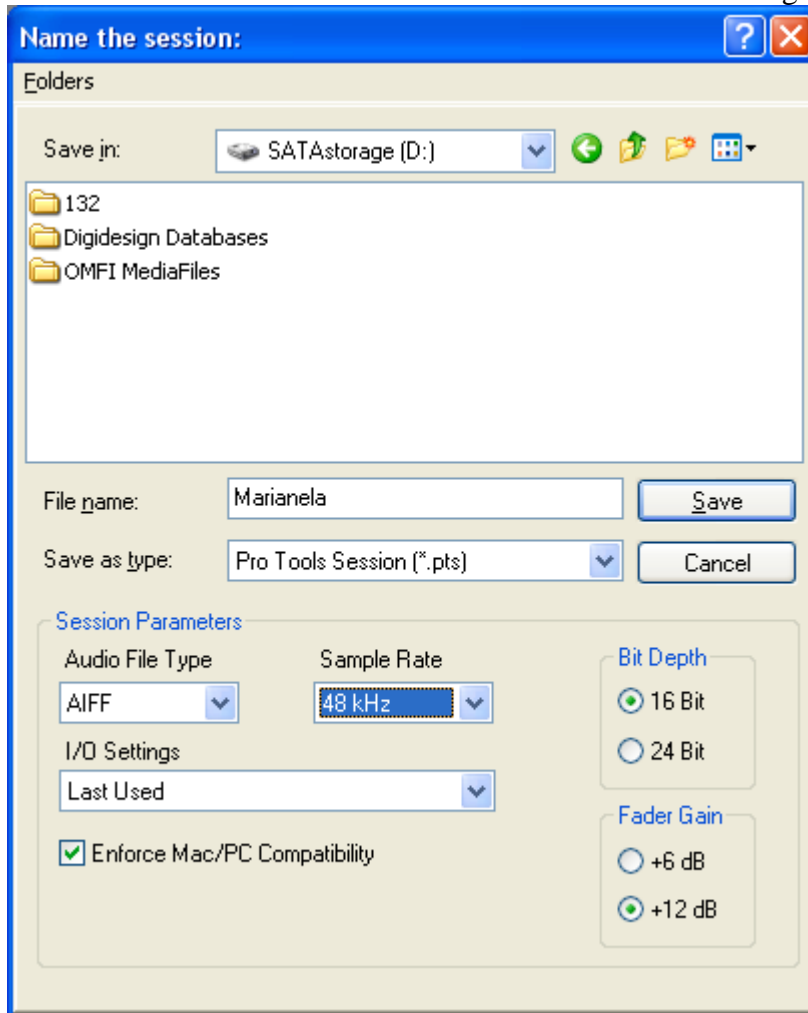 Name the session:
Folders
Save in: SATAstorage (D:)
132
Digidesign Databases
OMFI MediaFiles
File name: Marianela Save
Save as type: Pro Tools Session (*.pts) Cancel
Session Parameters
Audio File Type Sample Rate Bit Depth
AIFF 48 kHz 16 Bit
I/O Settings 24 Bit
Last Used
Fader Gain
Enforce Mac/PC Compatibility +6 dB
+12 dB